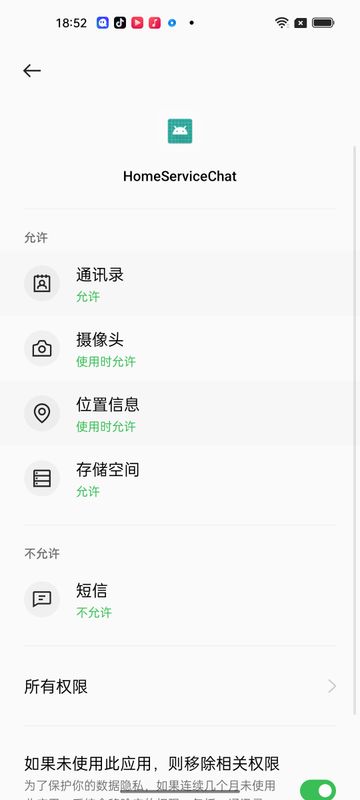 18:52
HomeServiceChat
允许
通讯录
允许
摄像头
使用时允许
位置信息
使用时允许
存储空间
允许
不允许
短信
不允许
所有权限
如果未使用此应用，则移除相关权限
为了保护你的数据隐私，如果连续几个月未使用